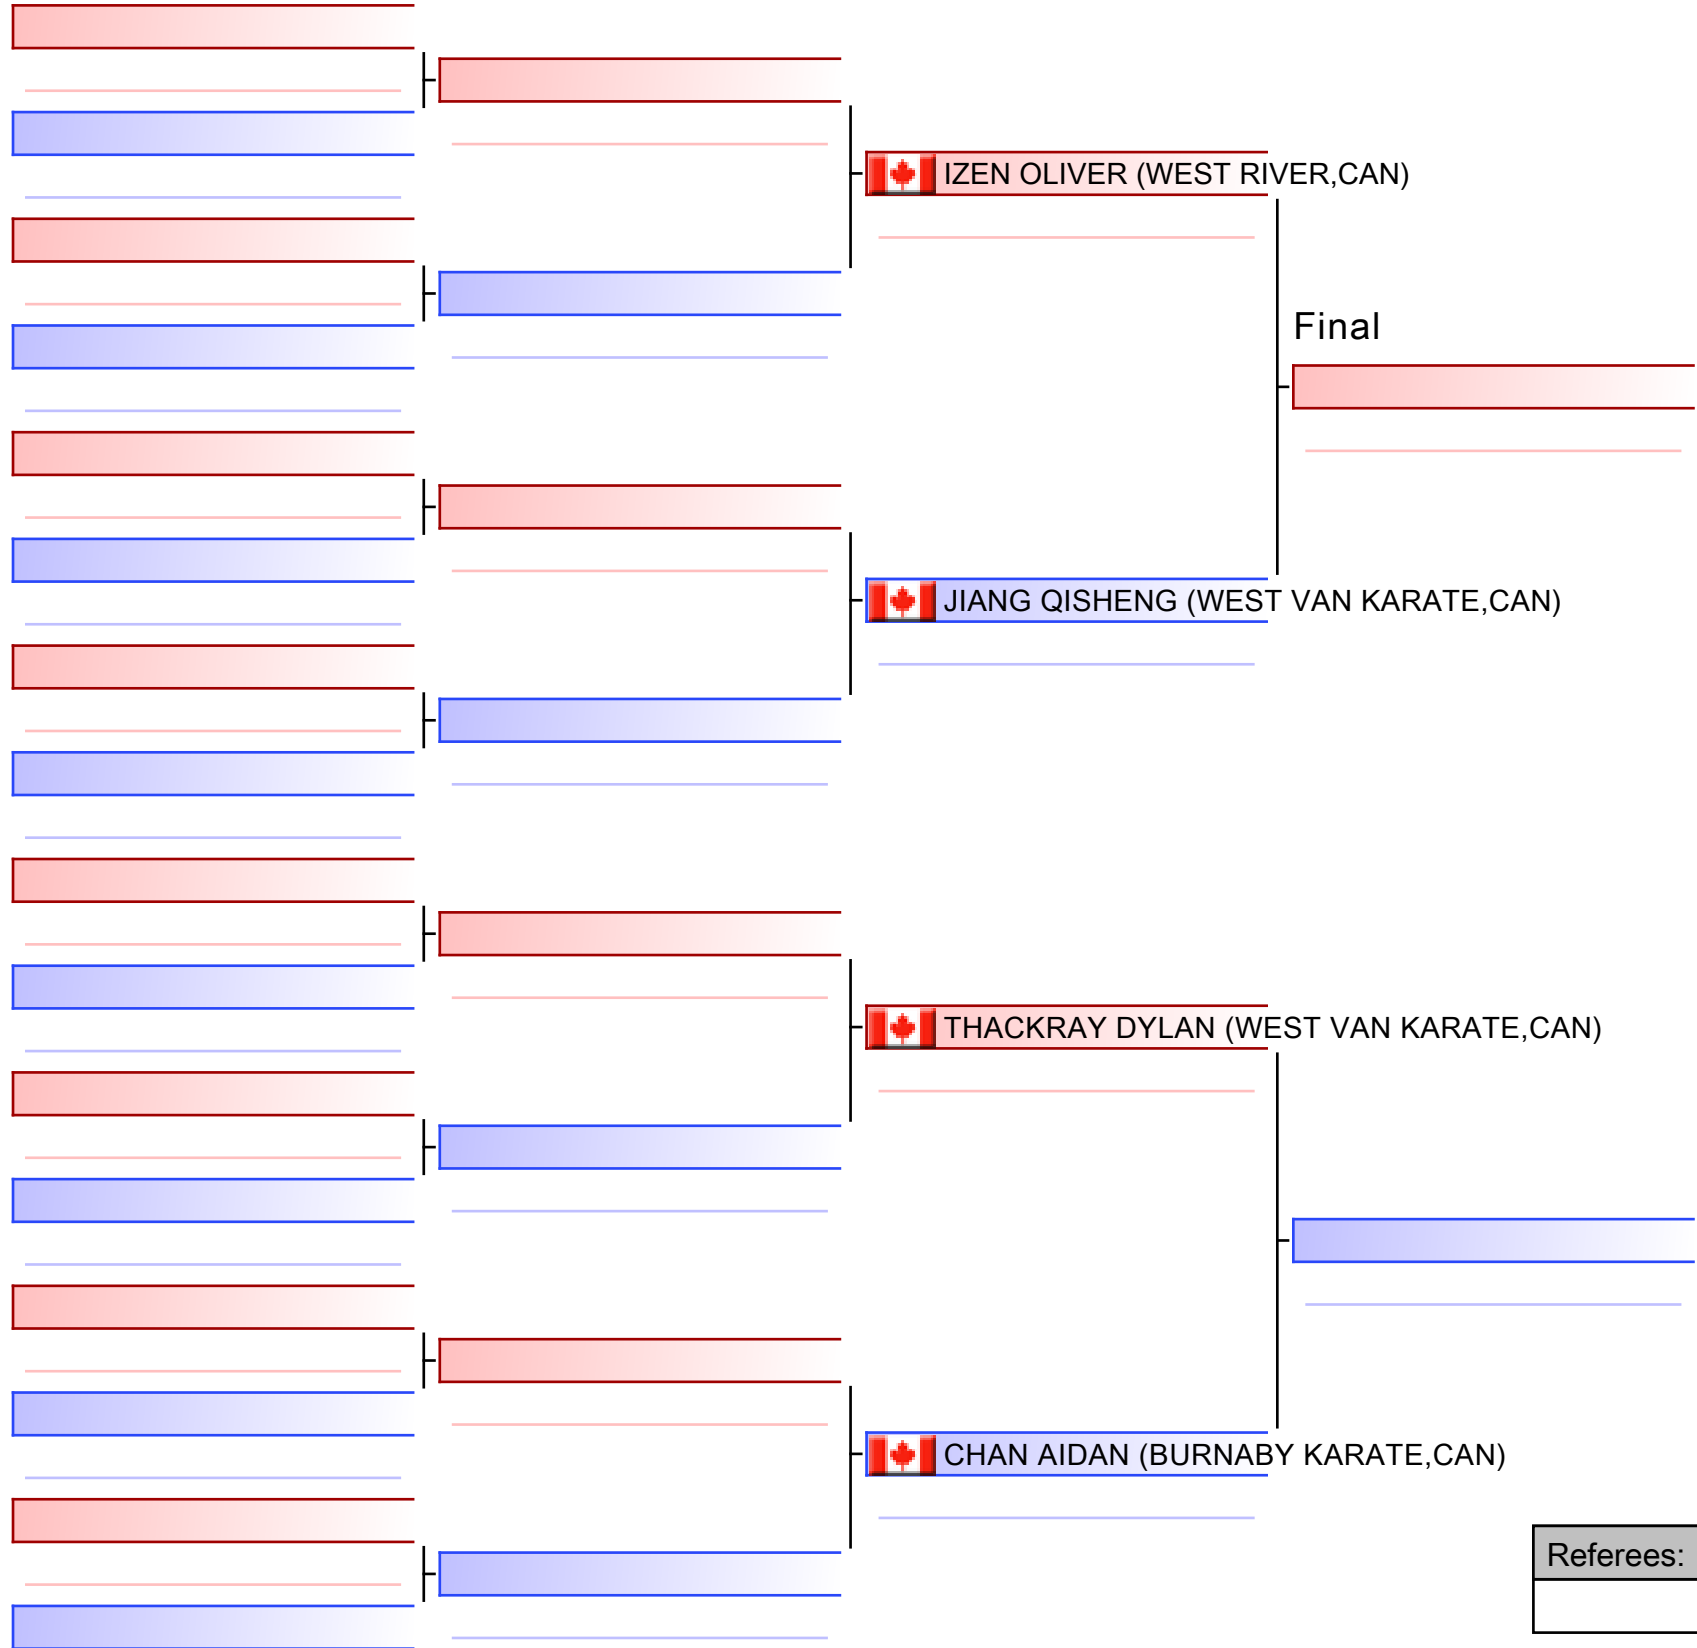 IZEN OLIVER (WEST RIVER,CAN)
Final
JIANG QISHENG (WEST VAN KARATE,CAN)
THACKRAY DYLAN (WEST VAN KARATE,CAN)
CHAN AIDAN (BURNABY KARATE,CAN)
Referees: